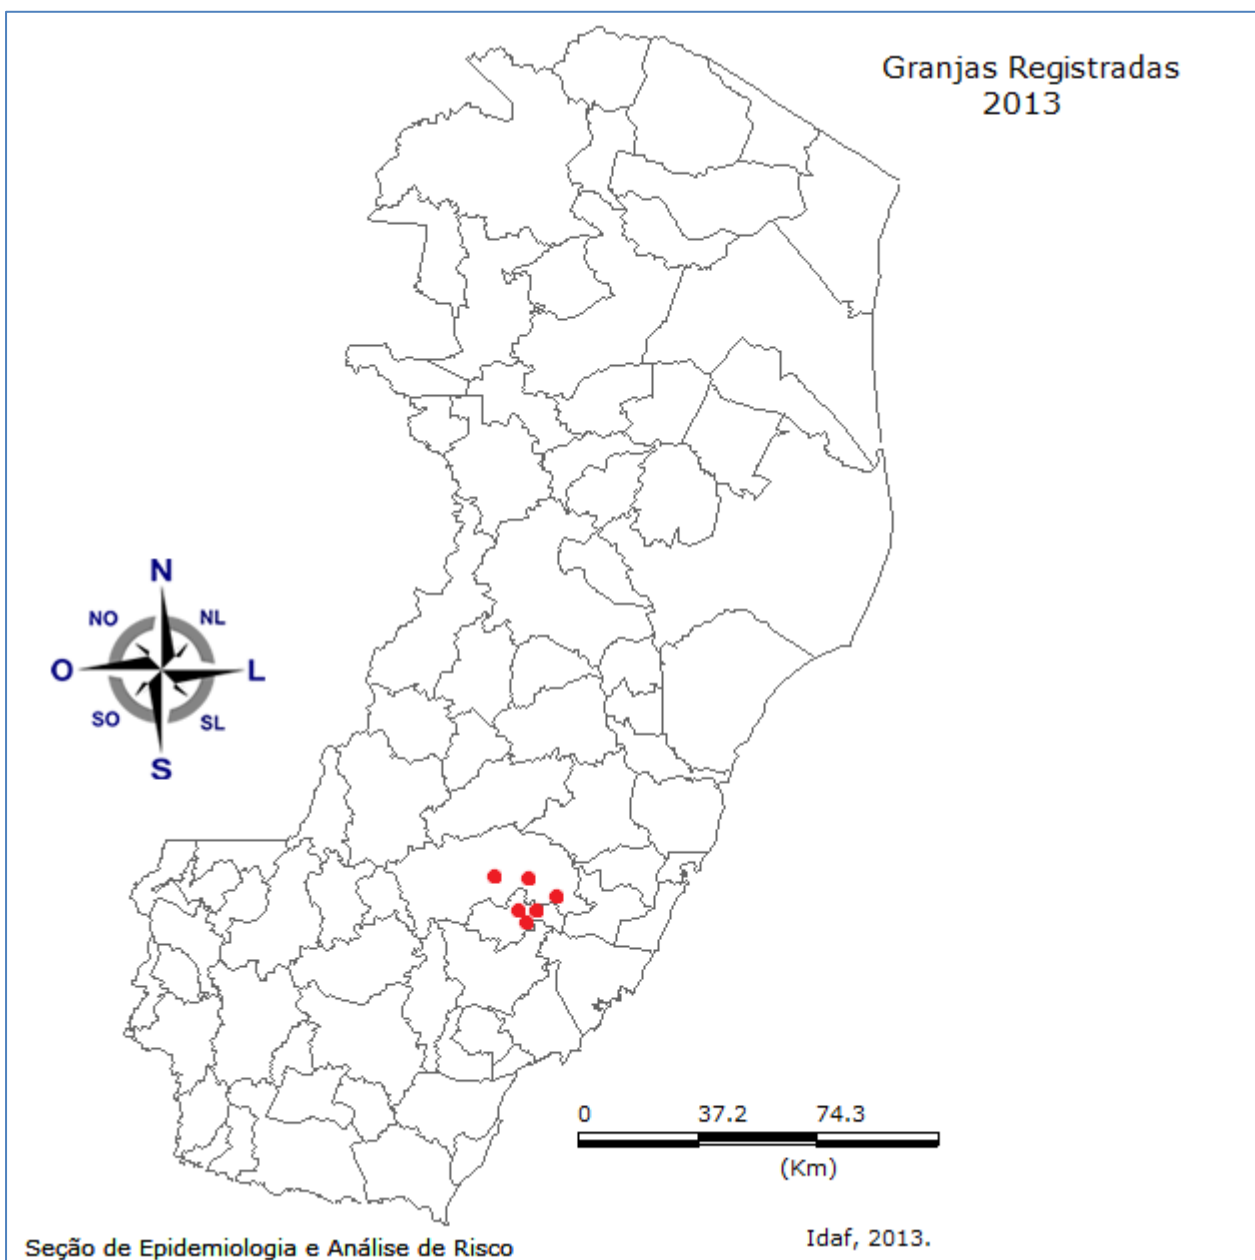 Granjas Registradas
2013
N
NO NL
O L
SO SL
S
0 37.2 74.3
(Km)
Idaf, 2013.
Seção de Epidemiologia e Análise de Risco